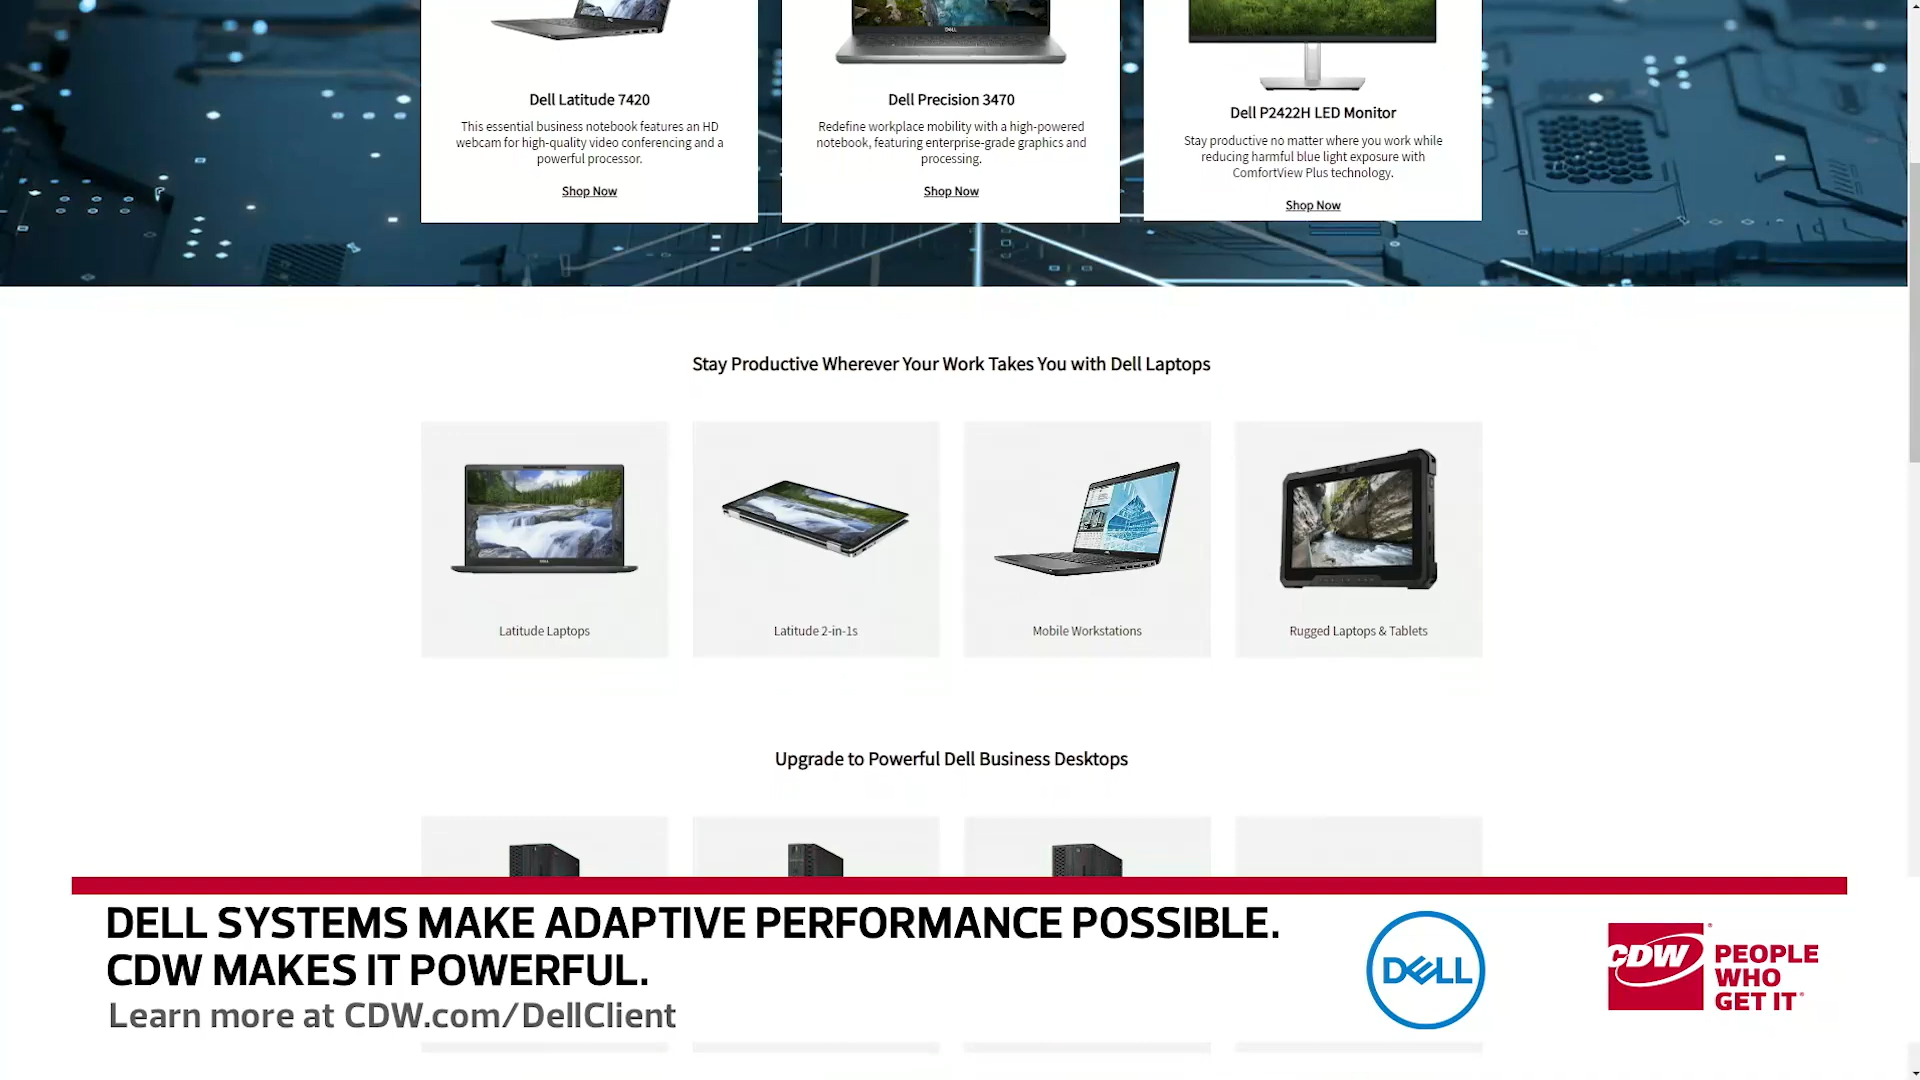 DELL
Dell Latitude 7420
This essential business notebook features an HD
webcam for high-quality video conferencing and a
powerful processor.
Shop Now
Dell Precision 3470
Redefine workplace mobility with a high-powered
notebook, featuring enterprise-grade graphics and
processing.
Shop Now
Dell P2422H LED Monitor
Stay productive no matter where you work while
reducing harmful blue light exposure with
ComfortView Plus technology.
Shop Now
Stay Productive Wherever Your Work Takes You with Dell Laptops
DELL
Latitude Laptops
Latitude 2-in-1s
Mobile Workstations
Rugged Laptops & Tablets
Upgrade to Powerful Dell Business Desktops
DELL SYSTEMS MAKE ADAPTIVE PERFORMANCE POSSIBLE.
CDW MAKES IT POWERFUL.
Learn more at CDW.com/DellClient
DELL
CDW®
PEOPLE
WHO
GET IT®